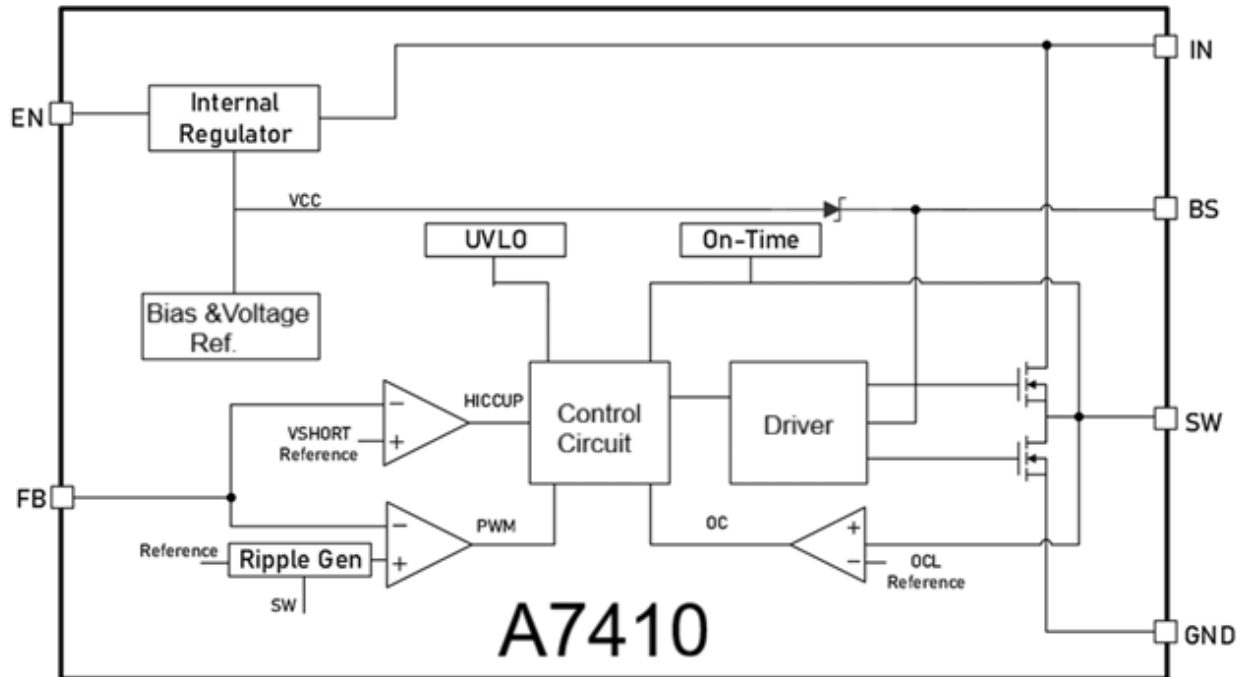 IN
EN
Internal
Regulator
VCC
BS
UVLO
On-Time
Bias &Voltage
Ref.
HICCUP
VSHORT
Reference
Control
Circuit
Driver
SW
FB
PWM
OC
Reference
Ripple Gen
OCL
Reference
SW
A7410
GND